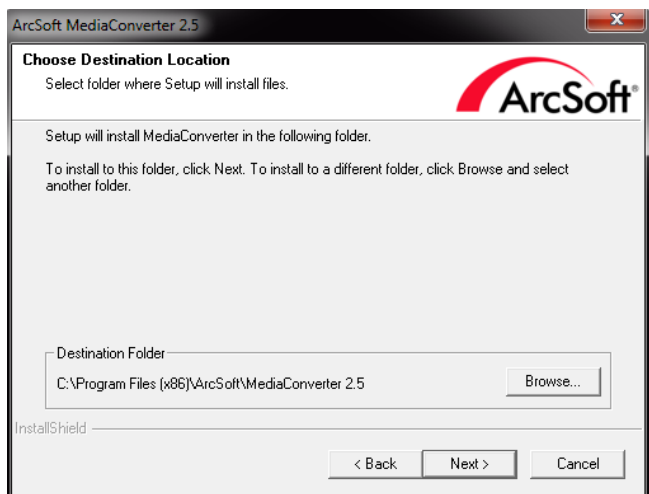 ArcSoft MediaConverter 2.5
Choose Destination Location
Select folder where Setup will install files.
ArcSoft®
Setup will install MediaConverter in the following folder.
To install to this folder, click Next. To install to a different folder, click Browse and select
another folder.
Destination Folder
C:\Program Files (x86)\ArcSoft\MediaConverter 2.5
Browse...
InstallShield
< Back
Next >
Cancel